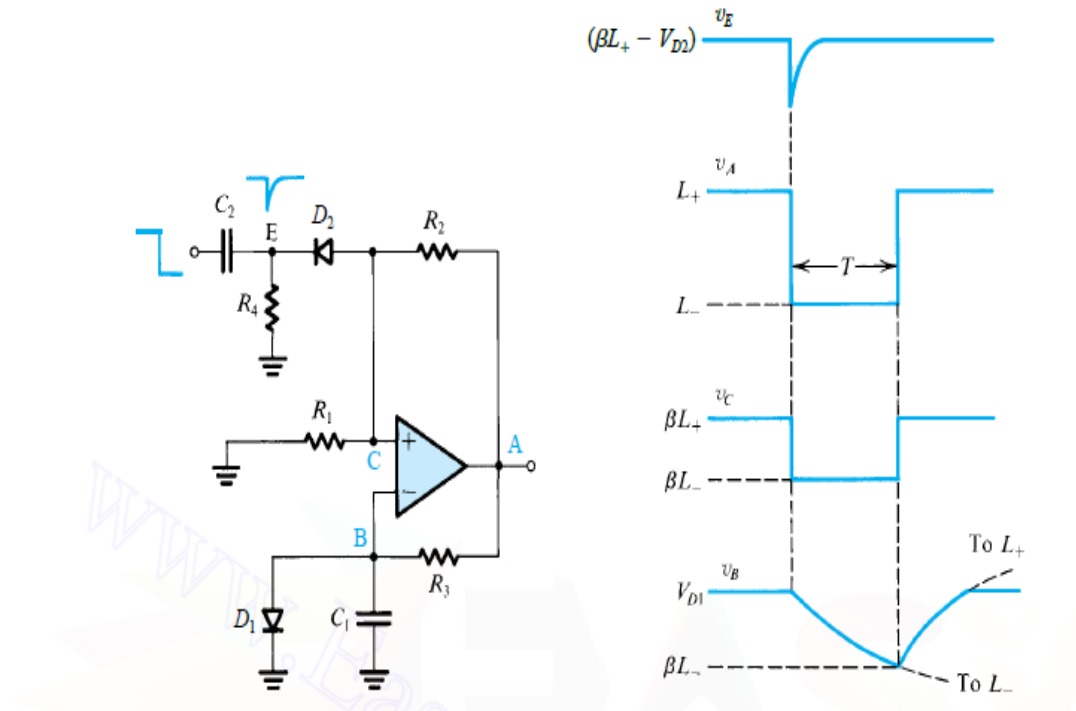 C₂
E
D₂
R₂
R₄
R₁
C
+
−
A
B
R₃
D₁
C₁
v_E
(βL₊ − V_D2)
v_A
L₊
T
L₋
v_C
βL₊
βL₋
To L₊
v_B
V_D1
βL₋
To L₋